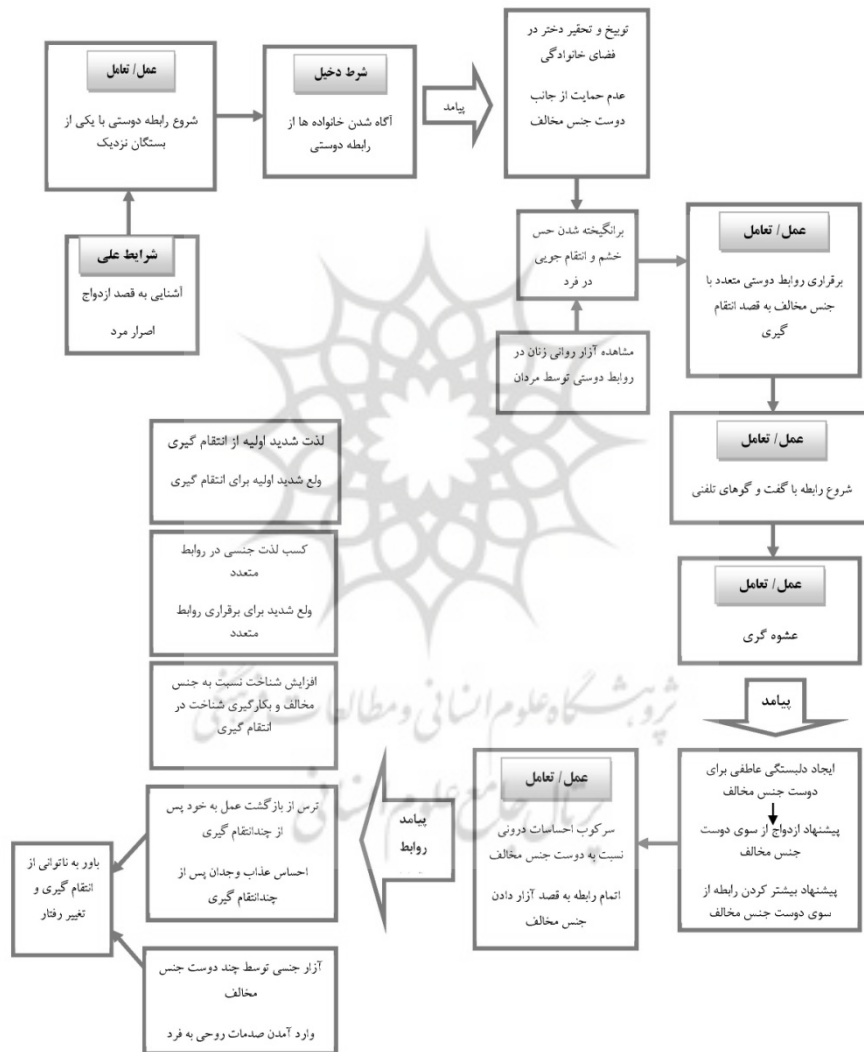 عمل/ تعامل
شروع رابطه دوستی با یکی از
بستگان نزدیک
شرایط علی
آشنایی به قصد ازدواج
اصرار مرد
شرط دخیل
آگاه شدن خانواده ها از
رابطه دوستی
پیامد
توبیخ و تحقیر دختر در
فضای خانوادگی
عدم حمایت از جانب
دوست جنس مخالف
برانگیخته شدن حس
خشم و انتقام جویی
در فرد
مشاهده آزار روانی زنان در
روابط دوستی توسط مردان
عمل/ تعامل
برقراری روابط دوستی متعدد با
جنس مخالف به قصد انتقام
گیری
عمل/ تعامل
شروع رابطه با گفت و گوهای تلفنی
عمل/ تعامل
عشوه گری
پیامد
ایجاد دلبستگی عاطفی برای
دوست جنس مخالف
پیشنهاد ازدواج از سوی دوست
جنس مخالف
پیشنهاد بیشتر کردن رابطه از
سوی دوست جنس مخالف
عمل/ تعامل
سرکوب احساسات درونی
نسبت به دوست جنس مخالف
اتمام رابطه به قصد آزار دادن
جنس مخالف
پیامد
روابط
لذت شدید اولیه از انتقام گیری
ولع شدید اولیه برای انتقام گیری
کسب لذت جنسی در روابط
متعدد
ولع شدید برای برقراری روابط
متعدد
افزایش شناخت نسبت به جنس
مخالف و بکارگیری شناخت در
انتقام گیری
ترس از بازگشت عمل به خود پس
از چندانتقام گیری
احساس عذاب وجدان پس از
چندانتقام گیری
آزار جنسی توسط چند دوست جنس
مخالف
وارد آمدن صدمات روحی به فرد
باور به ناتوانی از
انتقام گیری و
تغییر رفتار
پژوهشگاه علوم انسانی و مطالعات فرهنگی
پرتال جامع علوم انسانی